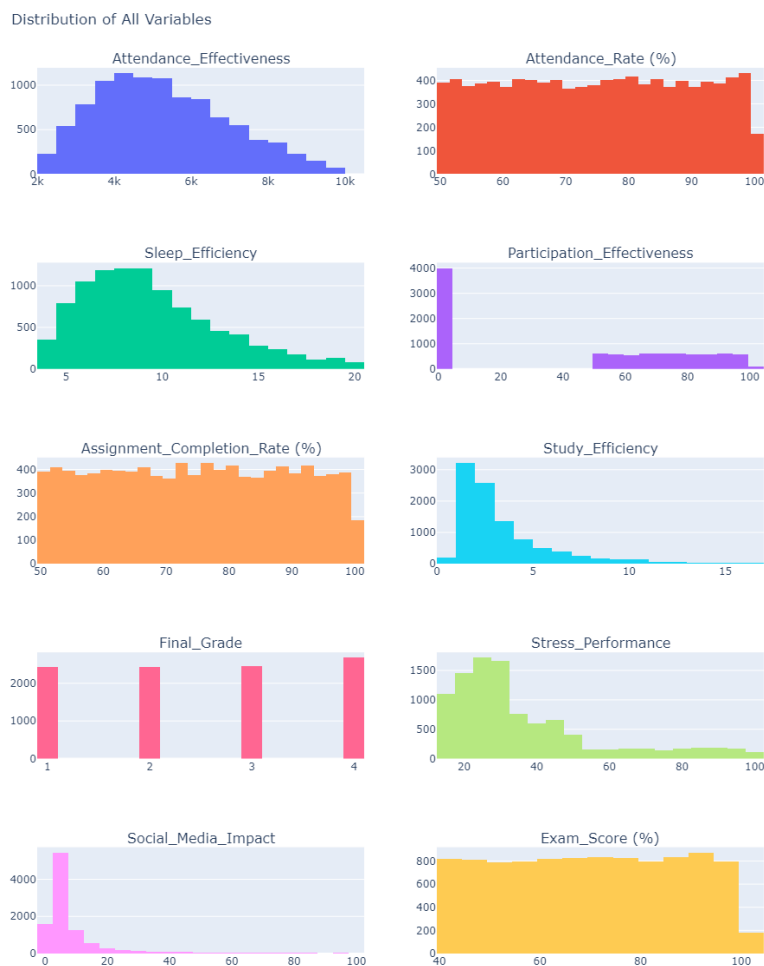 Distribution of All Variables
Attendance_Effectiveness
Attendance_Rate (%)
1000
500
0
2k 4k 6k 8k 10k
400
300
200
100
0
50 60 70 80 90 100
Sleep_Efficiency
Participation_Effectiveness
1000
500
0
5 10 15 20
4000
3000
2000
1000
0
0 20 40 60 80 100
Assignment_Completion_Rate (%)
Study_Efficiency
400
300
200
100
0
50 60 70 80 90 100
3000
2000
1000
0
0 5 10 15
Final_Grade
Stress_Performance
2000
1000
0
1 2 3 4
1500
1000
500
0
20 40 60 80 100
Social_Media_Impact
Exam_Score (%)
4000
2000
0
0 20 40 60 80 100
800
600
400
200
0
40 60 80 100